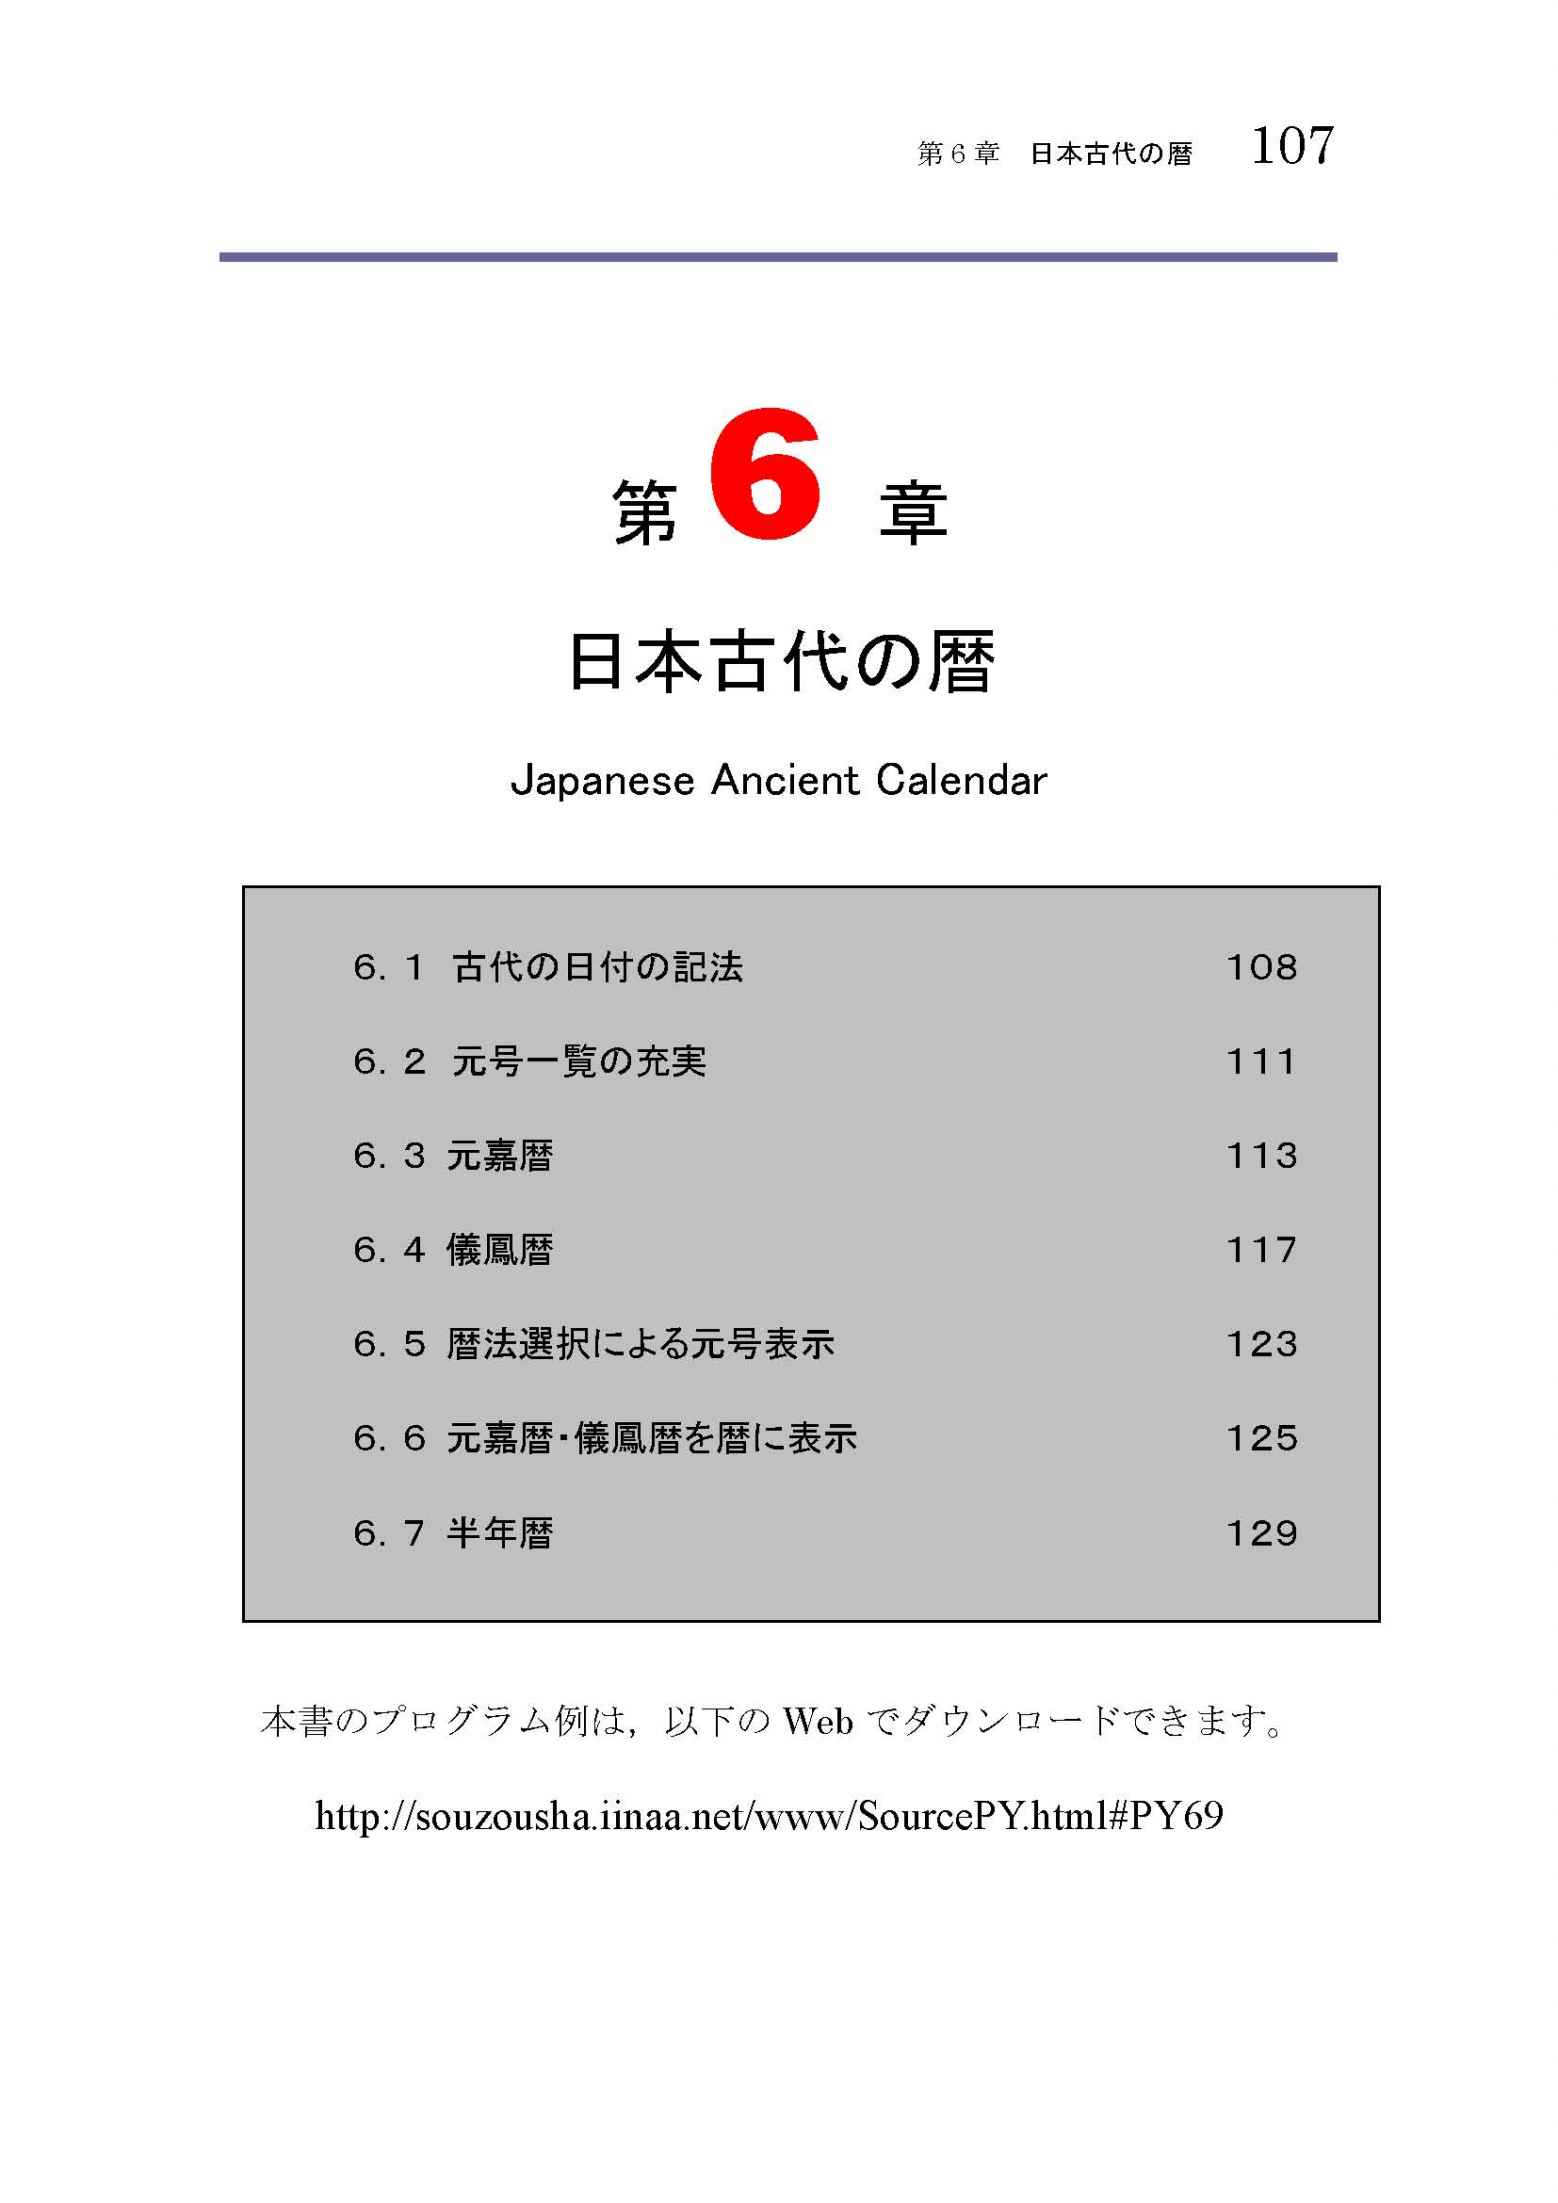 第6章 日本古代の暦 107
第6章
日本古代の暦
Japanese Ancient Calendar
6. 1 古代の日付の記法 108
6. 2 元号一覧の充実 111
6. 3 元嘉暦 113
6. 4 儀鳳暦 117
6. 5 暦法選択による元号表示 123
6. 6 元嘉暦・儀鳳暦を暦に表示 125
6. 7 半年暦 129
本書のプログラム例は，以下の Web でダウンロードできます。
http://souzousha.iinaa.net/www/SourcePY.html#PY69